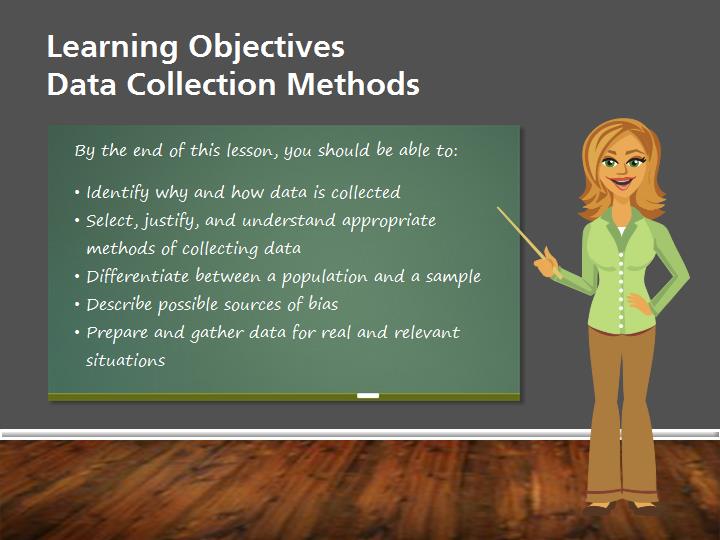 Learning Objectives
Data Collection Methods
By the end of this lesson, you should be able to:
• Identify why and how data is collected
• Select, justify, and understand appropriate
methods of collecting data
• Differentiate between a population and a sample
• Describe possible sources of bias
• Prepare and gather data for real and relevant
situations